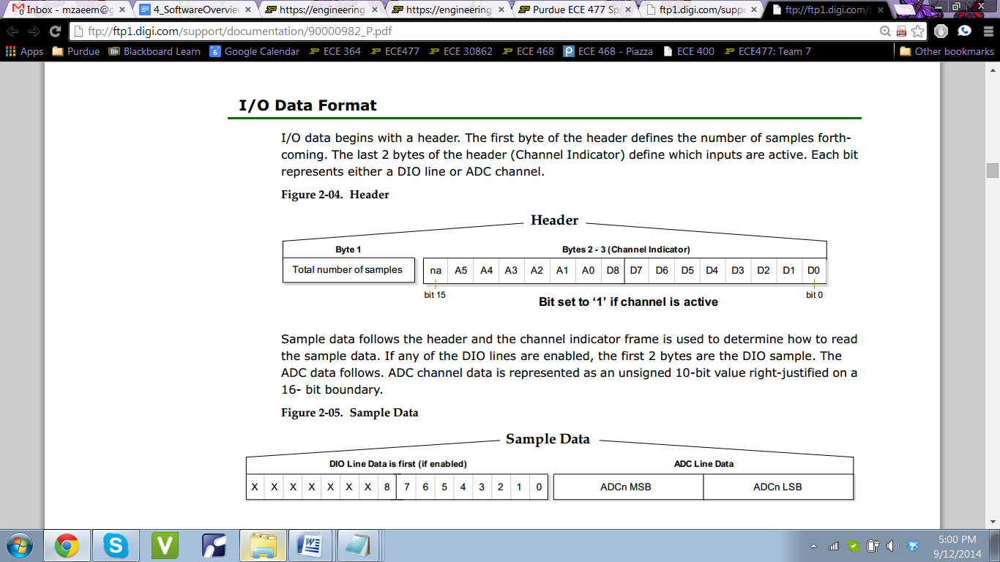 Inbox - mzaeem@g
4_SoftwareOverview
https://engineering
https://engineering
Purdue ECE 477 Sp
ftp1.digi.com/suppo
ftp://ftp1.digi.com/s
ftp://ftp1.digi.com/support/documentation/90000982_P.pdf
Apps Purdue Bb Blackboard Learn 6 Google Calendar ECE 364 ECE477 ECE 30862 ECE 468 ECE 468 - Piazza ECE 400 ECE477: Team 7 Other bookmarks
I/O Data Format
I/O data begins with a header. The first byte of the header defines the number of samples forth-
coming. The last 2 bytes of the header (Channel Indicator) define which inputs are active. Each bit
represents either a DIO line or ADC channel.
Figure 2-04. Header
Header
Byte 1 Bytes 2 - 3 (Channel Indicator)
Total number of samples na A5 A4 A3 A2 A1 A0 D8 D7 D6 D5 D4 D3 D2 D1 D0
bit 15 bit 0
Bit set to ‘1’ if channel is active
Sample data follows the header and the channel indicator frame is used to determine how to read
the sample data. If any of the DIO lines are enabled, the first 2 bytes are the DIO sample. The
ADC data follows. ADC channel data is represented as an unsigned 10-bit value right-justified on a
16- bit boundary.
Figure 2-05. Sample Data
Sample Data
DIO Line Data is first (if enabled) ADC Line Data
X X X X X X X 8 7 6 5 4 3 2 1 0 ADCn MSB ADCn LSB
5:00 PM
9/12/2014